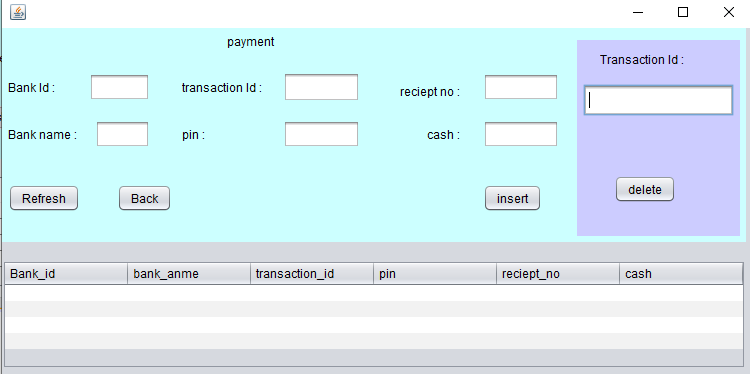 payment
Transaction Id :
Bank Id :
transaction Id :
reciept no :
Bank name :
pin :
cash :
Refresh
Back
insert
delete
Bank_id bank_anme transaction_id pin reciept_no cash